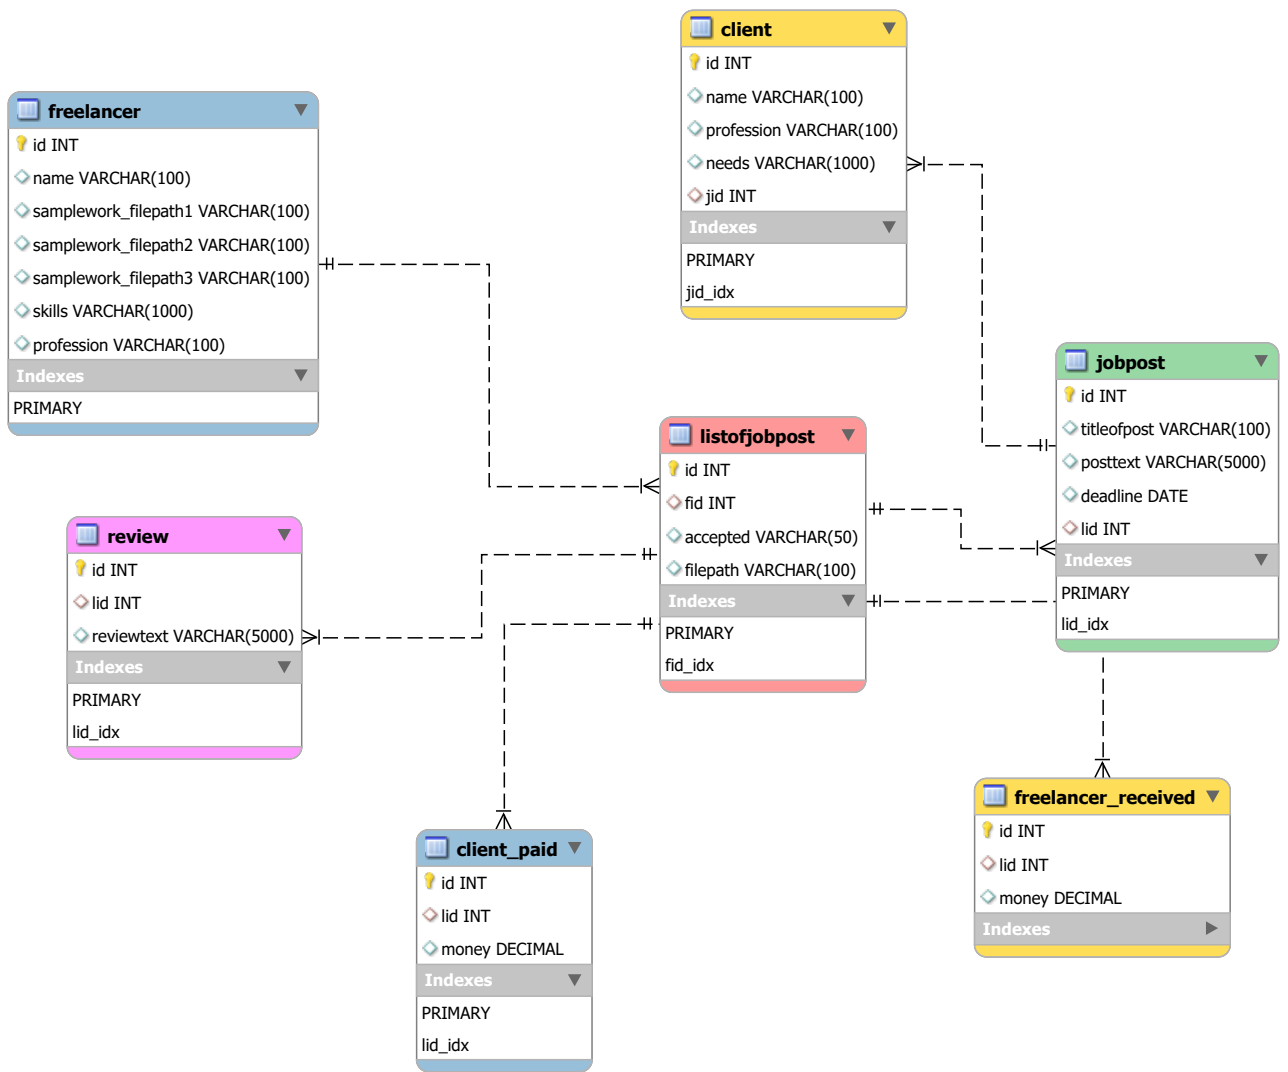 client
id INT
name VARCHAR(100)
profession VARCHAR(100)
needs VARCHAR(1000)
jid INT
Indexes
PRIMARY
jid_idx
freelancer
id INT
name VARCHAR(100)
samplework_filepath1 VARCHAR(100)
samplework_filepath2 VARCHAR(100)
samplework_filepath3 VARCHAR(100)
skills VARCHAR(1000)
profession VARCHAR(100)
Indexes
PRIMARY
jobpost
id INT
titleofpost VARCHAR(100)
posttext VARCHAR(5000)
deadline DATE
lid INT
Indexes
PRIMARY
lid_idx
listofjobpost
id INT
fid INT
accepted VARCHAR(50)
filepath VARCHAR(100)
Indexes
PRIMARY
fid_idx
review
id INT
lid INT
reviewtext VARCHAR(5000)
Indexes
PRIMARY
lid_idx
freelancer_received
id INT
lid INT
money DECIMAL
Indexes
client_paid
id INT
lid INT
money DECIMAL
Indexes
PRIMARY
lid_idx